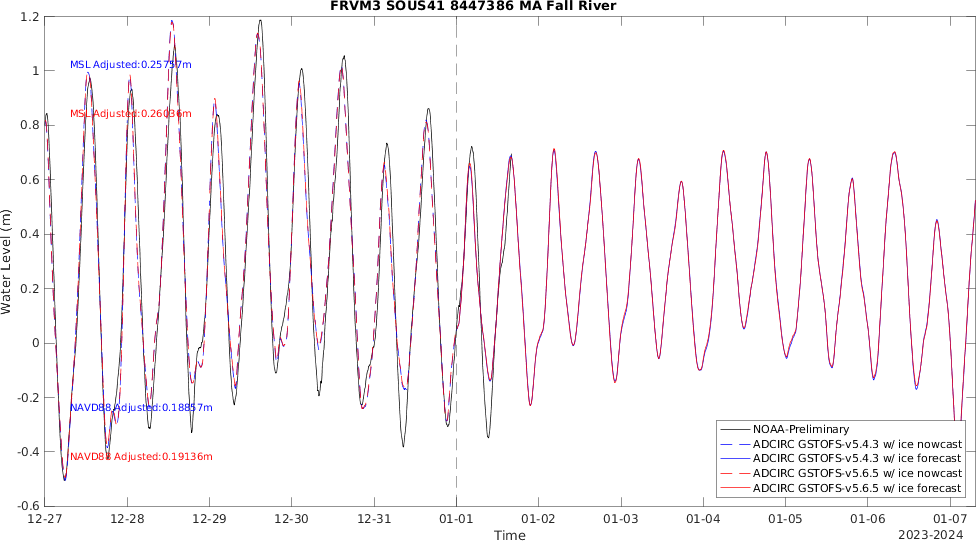 FRVM3 SOUS41 8447386 MA Fall River
1.2
1
0.8
0.6
0.4
0.2
0
-0.2
-0.4
-0.6
Water Level (m)
MSL Adjusted:0.25757m
MSL Adjusted:0.26036m
NAVD88 Adjusted:0.18857m
NAVD88 Adjusted:0.19136m
NOAA-Preliminary
ADCIRC GSTOFS-v5.4.3 w/ ice nowcast
ADCIRC GSTOFS-v5.4.3 w/ ice forecast
ADCIRC GSTOFS-v5.6.5 w/ ice nowcast
ADCIRC GSTOFS-v5.6.5 w/ ice forecast
12-27 12-28 12-29 12-30 12-31 01-01 01-02 01-03 01-04 01-05 01-06 01-07
Time
2023-2024